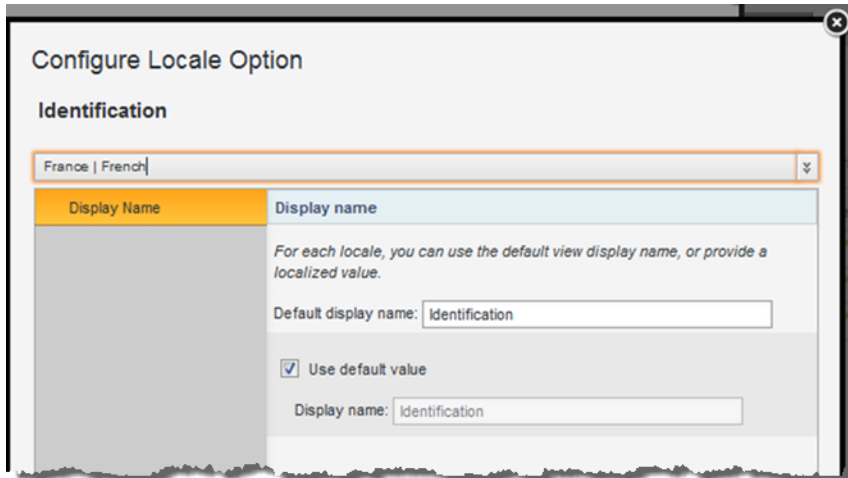 Configure Locale Option
Identification
France | French
Display Name
Display name
For each locale, you can use the default view display name, or provide a
localized value.
Default display name: Identification
Use default value
Display name: Identification